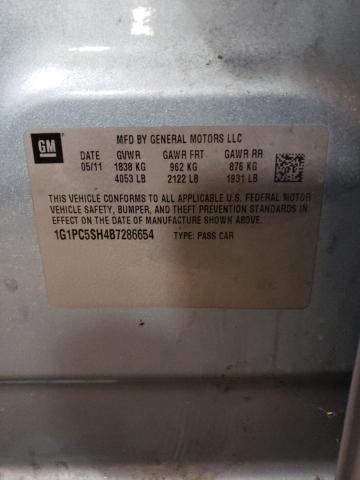 GM
MFD BY GENERAL MOTORS LLC
DATE GVWR GAWR FRT GAWR RR
05/11 1838 KG 962 KG 876 KG
4053 LB 2122 LB 1931 LB
THIS VEHICLE CONFORMS TO ALL APPLICABLE U.S. FEDERAL MOTOR
VEHICLE SAFETY, BUMPER, AND THEFT PREVENTION STANDARDS
IN EFFECT ON THE DATE OF MANUFACTURE SHOWN ABOVE.
1G1PC5SH4B7286654 TYPE: PASS CAR